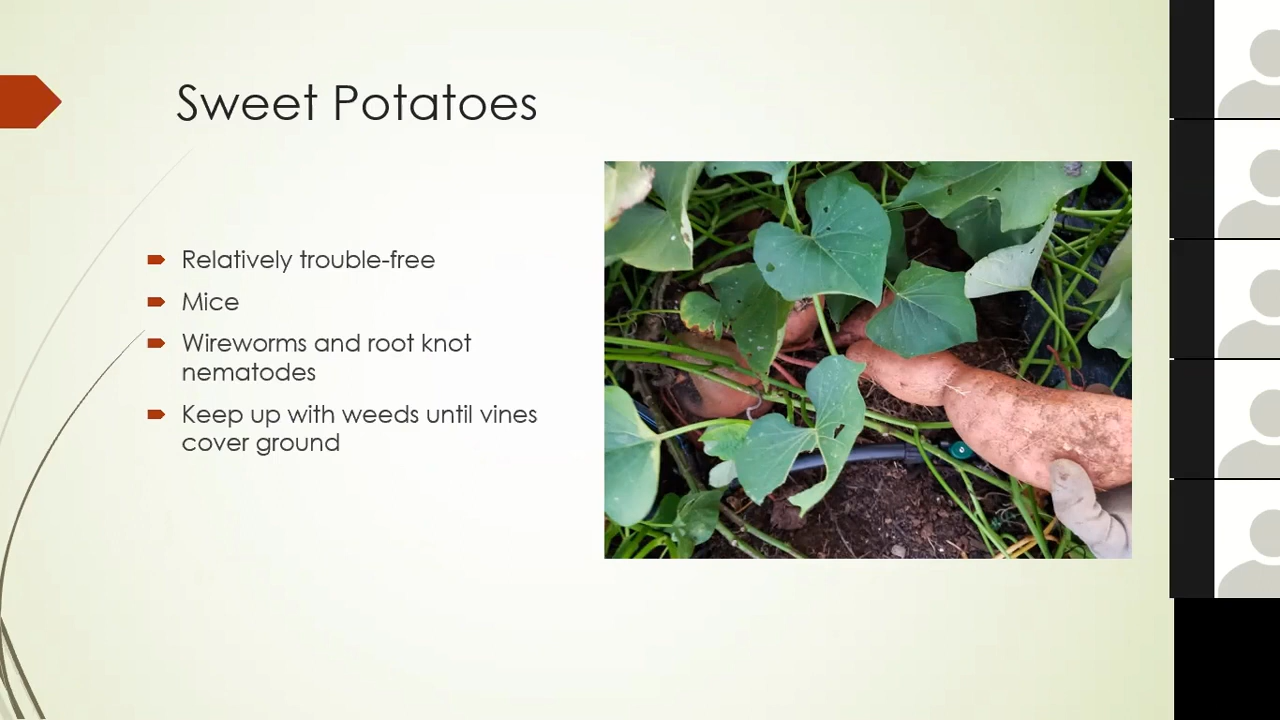 Sweet Potatoes
Relatively trouble-free
Mice
Wireworms and root knot
nematodes
Keep up with weeds until vines
cover ground